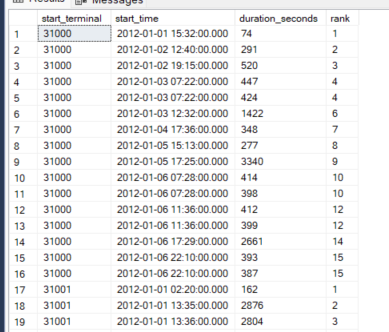 Results Messages
start_terminal start_time duration_seconds rank
1 31000 2012-01-01 15:32:00.000 74 1
2 31000 2012-01-02 12:40:00.000 291 2
3 31000 2012-01-02 19:15:00.000 520 3
4 31000 2012-01-03 07:22:00.000 447 4
5 31000 2012-01-03 07:22:00.000 424 4
6 31000 2012-01-03 12:32:00.000 1422 6
7 31000 2012-01-04 17:36:00.000 348 7
8 31000 2012-01-05 15:13:00.000 277 8
9 31000 2012-01-05 17:25:00.000 3340 9
10 31000 2012-01-06 07:28:00.000 414 10
11 31000 2012-01-06 07:28:00.000 398 10
12 31000 2012-01-06 11:36:00.000 412 12
13 31000 2012-01-06 11:36:00.000 399 12
14 31000 2012-01-06 17:29:00.000 2661 14
15 31000 2012-01-06 22:10:00.000 393 15
16 31000 2012-01-06 22:10:00.000 387 15
17 31001 2012-01-01 02:20:00.000 162 1
18 31001 2012-01-01 13:35:00.000 2876 2
19 31001 2012-01-01 13:36:00.000 2804 3